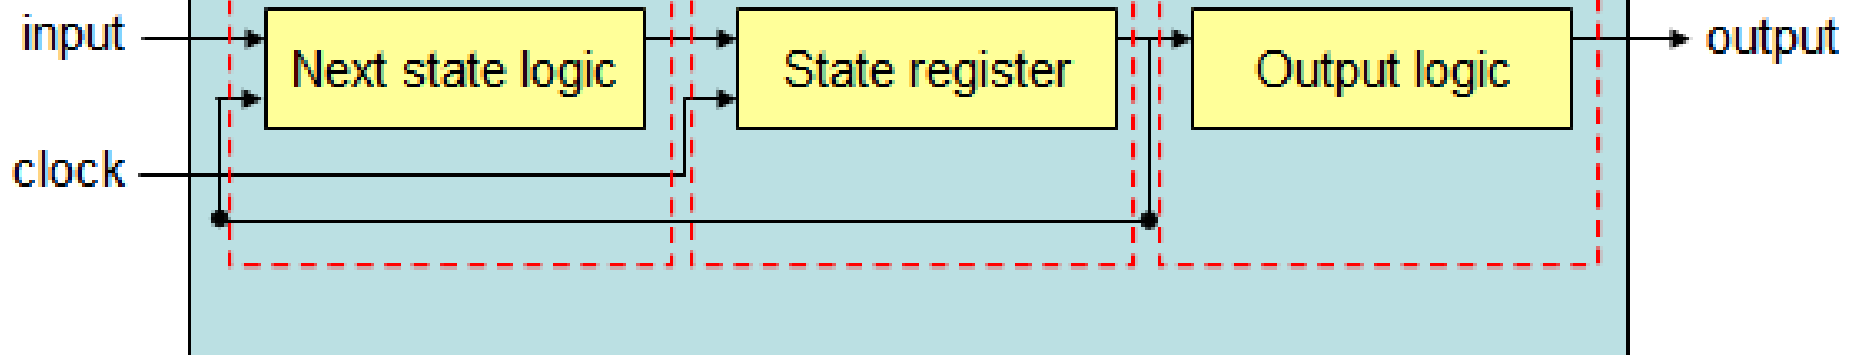 input
Next state logic
State register
Output logic
output
clock